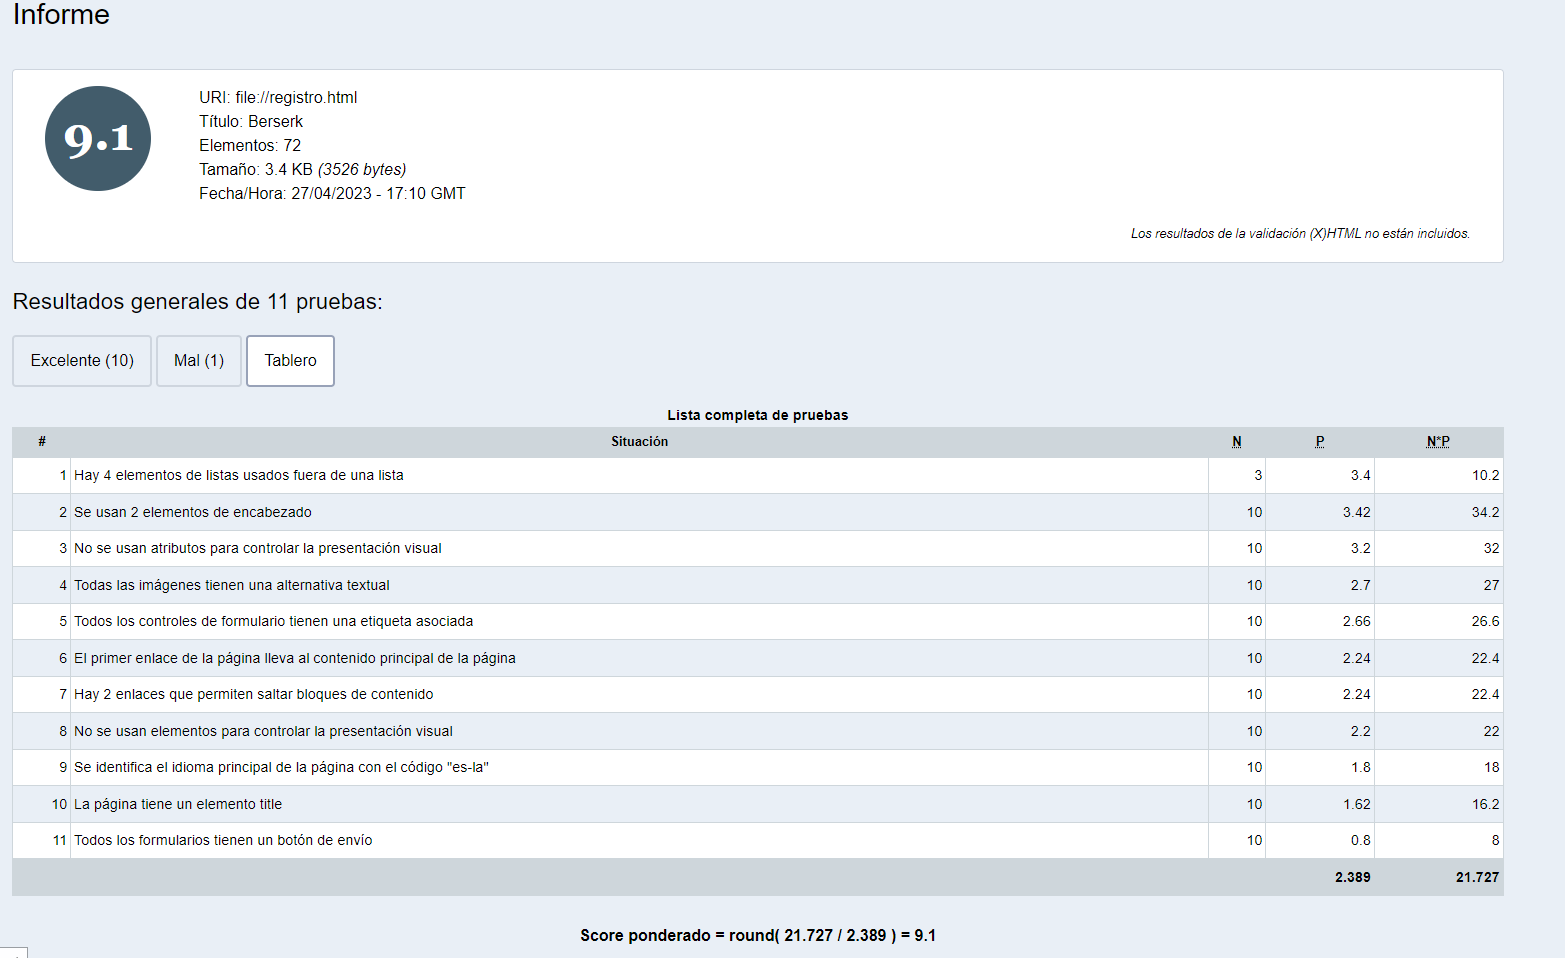 Informe
9.1
URI: file://registro.html
Título: Berserk
Elementos: 72
Tamaño: 3.4 KB (3526 bytes)
Fecha/Hora: 27/04/2023 - 17:10 GMT
Los resultados de la validación (X)HTML no están incluidos.
Resultados generales de 11 pruebas:
Excelente (10) Mal (1) Tablero
Lista completa de pruebas
# Situación N P N*P
1 Hay 4 elementos de listas usados fuera de una lista 3 3.4 10.2
2 Se usan 2 elementos de encabezado 10 3.42 34.2
3 No se usan atributos para controlar la presentación visual 10 3.2 32
4 Todas las imágenes tienen una alternativa textual 10 2.7 27
5 Todos los controles de formulario tienen una etiqueta asociada 10 2.66 26.6
6 El primer enlace de la página lleva al contenido principal de la página 10 2.24 22.4
7 Hay 2 enlaces que permiten saltar bloques de contenido 10 2.24 22.4
8 No se usan elementos para controlar la presentación visual 10 2.2 22
9 Se identifica el idioma principal de la página con el código "es-la" 10 1.8 18
10 La página tiene un elemento title 10 1.62 16.2
11 Todos los formularios tienen un botón de envío 10 0.8 8
2.389 21.727
Score ponderado = round( 21.727 / 2.389 ) = 9.1